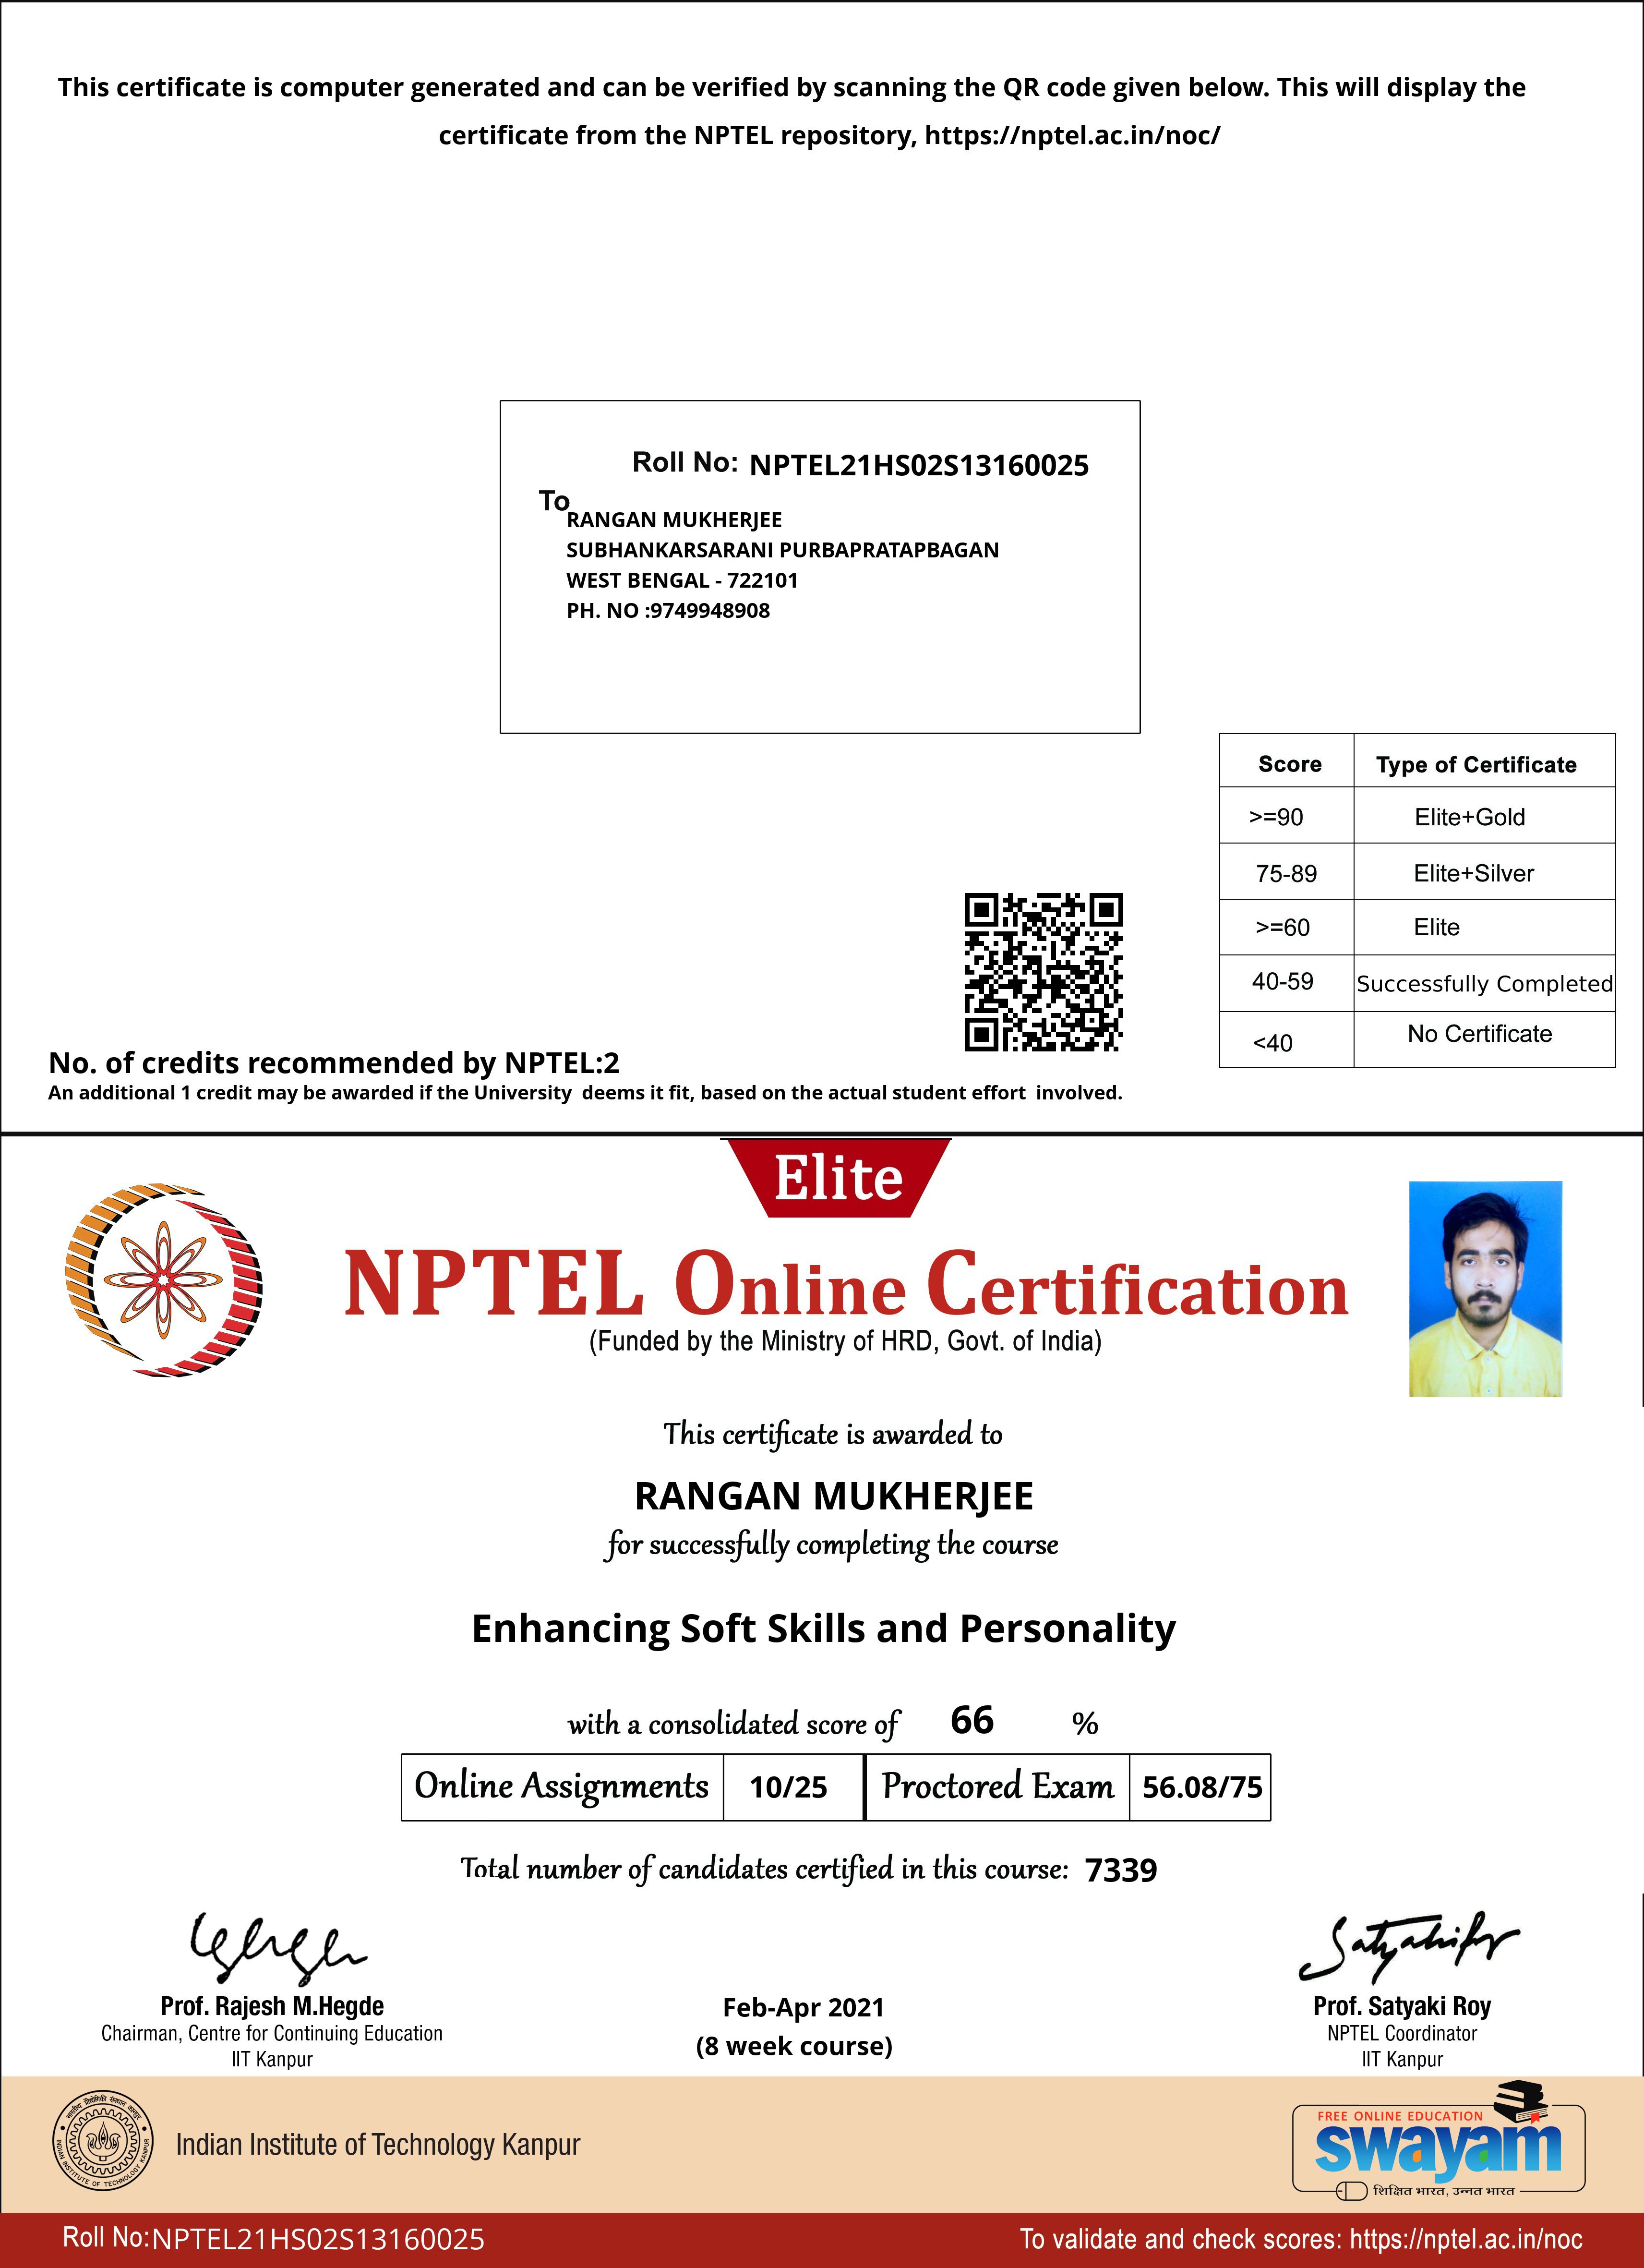 This certificate is computer generated and can be verified by scanning the QR code given below. This will display the
certificate from the NPTEL repository, https://nptel.ac.in/noc/
Roll No: NPTEL21HS02S13160025
To
RANGAN MUKHERJEE
SUBHANKARSARANI PURBAPRATAPBAGAN
WEST BENGAL - 722101
PH. NO :9749948908
Score Type of Certificate
>=90 Elite+Gold
75-89 Elite+Silver
>=60 Elite
40-59 Successfully Completed
<40 No Certificate
No. of credits recommended by NPTEL:2
An additional 1 credit may be awarded if the University deems it fit, based on the actual student effort involved.
Elite
NPTEL Online Certification
(Funded by the Ministry of HRD, Govt. of India)
This certificate is awarded to
RANGAN MUKHERJEE
for successfully completing the course
Enhancing Soft Skills and Personality
with a consolidated score of 66 %
Online Assignments 10/25 Proctored Exam 56.08/75
Total number of candidates certified in this course: 7339
Prof. Rajesh M.Hegde
Chairman, Centre for Continuing Education
IIT Kanpur
Feb-Apr 2021
(8 week course)
Prof. Satyaki Roy
NPTEL Coordinator
IIT Kanpur
INDIAN INSTITUTE OF TECHNOLOGY KANPUR
Indian Institute of Technology Kanpur
FREE ONLINE EDUCATION
swayam
शिक्षित भारत, उन्नत भारत
Roll No:NPTEL21HS02S13160025
To validate and check scores: https://nptel.ac.in/noc